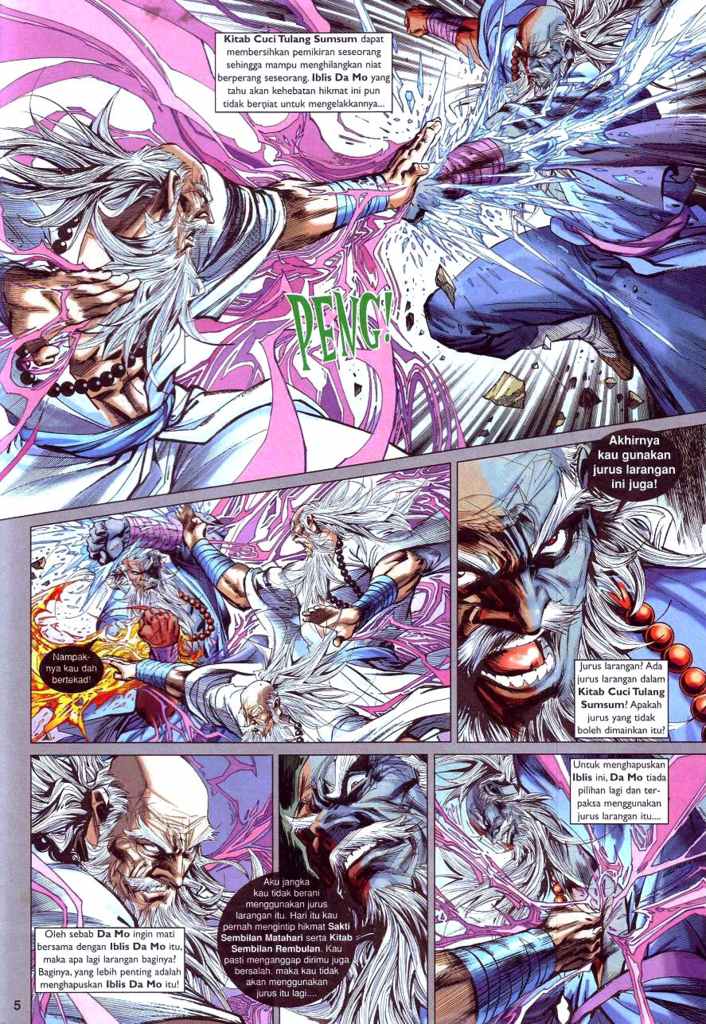 Kitab Cuci Tulang Sumsum dapat
membersihkan pemikiran seseorang
sehingga mampu menghilangkan niat
berperang seseorang. Iblis Da Mo yang
tahu akan kehebatan hikmat ini pun
tidak berniat untuk mengelakkannya...
PENG!
Akhirnya
kau gunakan
jurus larangan
ini juga!
Nampak-
nya kau dah
bertekad!
Jurus larangan? Ada
jurus larangan dalam
Kitab Cuci Tulang
Sumsum? Apakah
jurus yang tidak
boleh dimainkan itu?
Oleh sebab Da Mo ingin mati
bersama dengan Iblis Da Mo itu,
maka apa lagi larangan baginya?
Baginya, yang lebih penting adalah
menghapuskan Iblis Da Mo itu!
Aku jangka
kau tidak berani
menggunakan jurus
larangan itu. Hari itu kau
pernah mengintip hikmat Sakti
Sembilan Matahari serta Kitab
Sembilan Rembulan. Kau
pasti menganggap dirimu juga
bersalah, maka kau tidak
akan menggunakan
jurus itu lagi....
Untuk menghapuskan
Iblis ini, Da Mo tiada
pilihan lagi dan ter-
paksa menggunakan
jurus larangan itu....
5